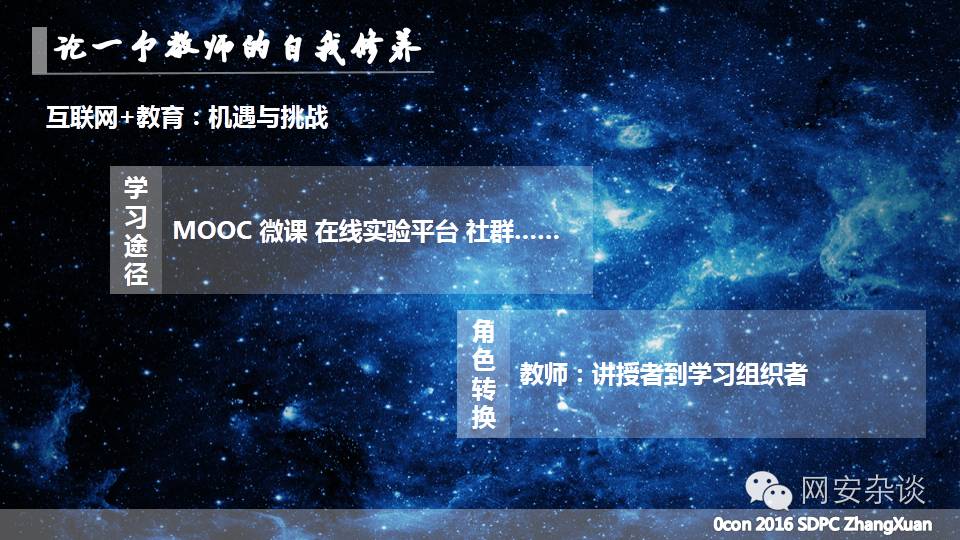 论一个教师的自我修养
互联网+教育：机遇与挑战
学习途径
MOOC 微课 在线实验平台 社群……
角色转换
教师：讲授者到学习组织者
网安杂谈
0con 2016 SDPC ZhangXuan